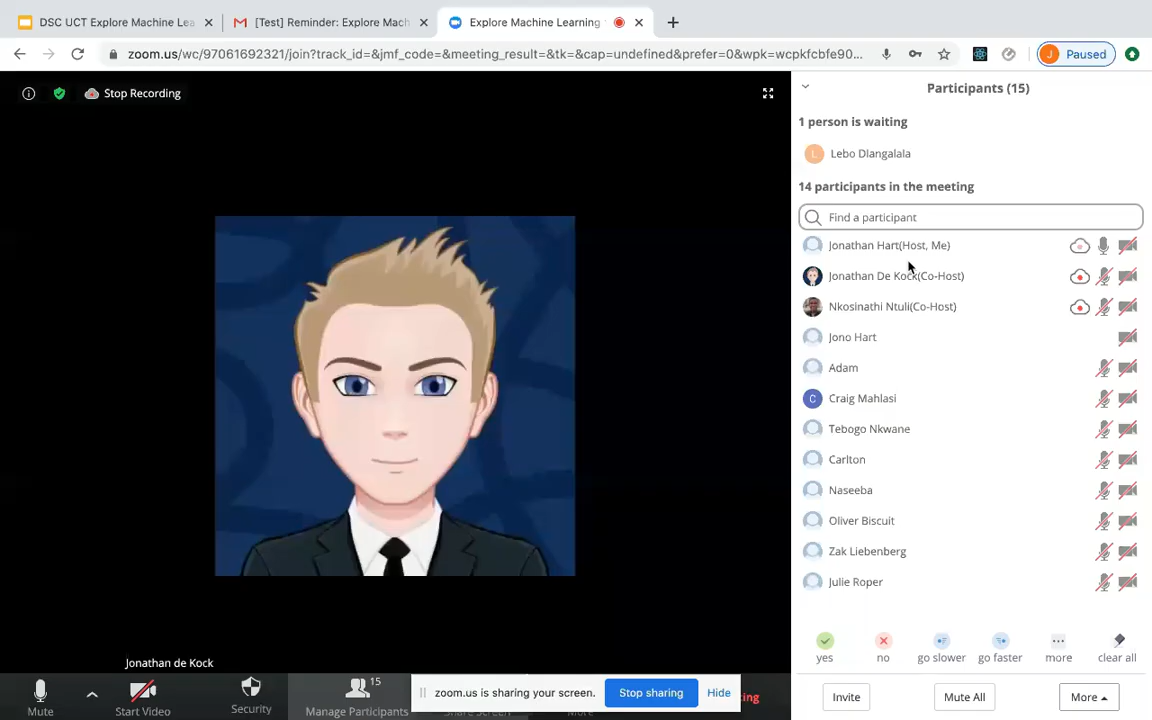 DSC UCT Explore Machine Lea
[Test] Reminder: Explore Mach
Explore Machine Learning
zoom.us/wc/97061692321/join?track_id=&jmf_code=&meeting_result=&tk=&cap=undefined&prefer=0&wpk=wcpkfcbfe90...
J Paused
Stop Recording
Participants (15)
1 person is waiting
L Lebo Dlangalala
14 participants in the meeting
Find a participant
Jonathan Hart(Host, Me)
Jonathan De Kock(Co-Host)
Nkosinathi Ntuli(Co-Host)
Jono Hart
Adam
C Craig Mahlasi
Tebogo Nkwane
Carlton
Naseeba
Oliver Biscuit
Zak Liebenberg
Julie Roper
yes no go slower go faster more clear all
Jonathan de Kock
Mute
Start Video
Security
15
Manage Participants
zoom.us is sharing your screen.
Stop sharing
Hide
Invite
Mute All
More